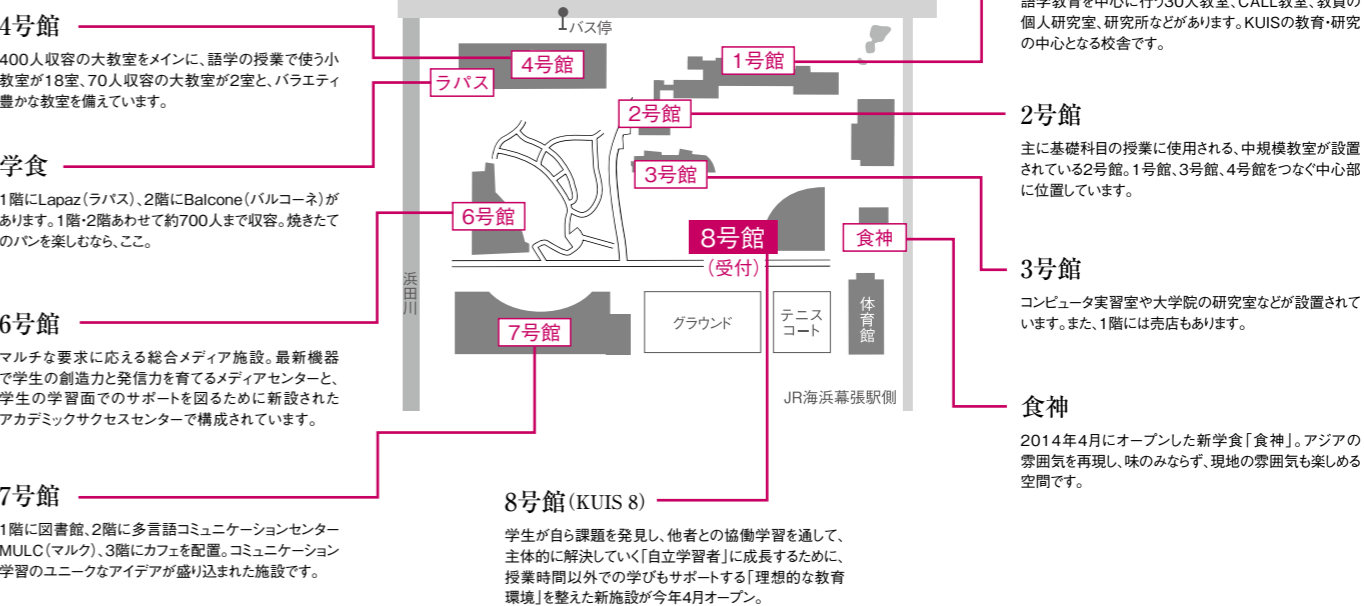 4号館
400人収容の大教室をメインに、語学の授業で使う小
教室が18室、70人収容の大教室が2室と、バラエティ
豊かな教室を備えています。
学食
1階にLapaz(ラパス)、2階にBalcone(バルコーネ)が
あります。1階・2階あわせて約700人まで収容。焼きたて
のパンを楽しむなら、ここ。
6号館
マルチな要求に応える総合メディア施設。最新機器
で学生の創造力と発信力を育てるメディアセンターと、
学生の学習面でのサポートを図るために新設された
アカデミックサクセスセンターで構成されています。
7号館
1階に図書館、2階に多言語コミュニケーションセンター
MULC(マルク)、3階にカフェを配置。コミュニケーション
学習のユニークなアイデアが盛り込まれた施設です。
バス停
4号館
ラパス
1号館
2号館
3号館
6号館
8号館
(受付)
食神
浜田川
7号館
グラウンド
テニス
コート
体育館
JR海浜幕張駅側
8号館(KUIS 8)
学生が自ら課題を発見し、他者との協働学習を通して、
主体的に解決していく「自立学習者」に成長するために、
授業時間以外での学びもサポートする「理想的な教育
環境」を整えた新施設が今年4月オープン。
語学教育を中心に行う30人教室、CALL教室、教員の
個人研究室、研究所などがあります。KUISの教育・研究
の中心となる校舎です。
2号館
主に基礎科目の授業に使用される、中規模教室が設置
されている2号館。1号館、3号館、4号館をつなぐ中心部
に位置しています。
3号館
コンピュータ実習室や大学院の研究室などが設置されて
います。また、1階には売店もあります。
食神
2014年4月にオープンした新学食「食神」。アジアの
雰囲気を再現し、味のみならず、現地の雰囲気も楽しめる
空間です。